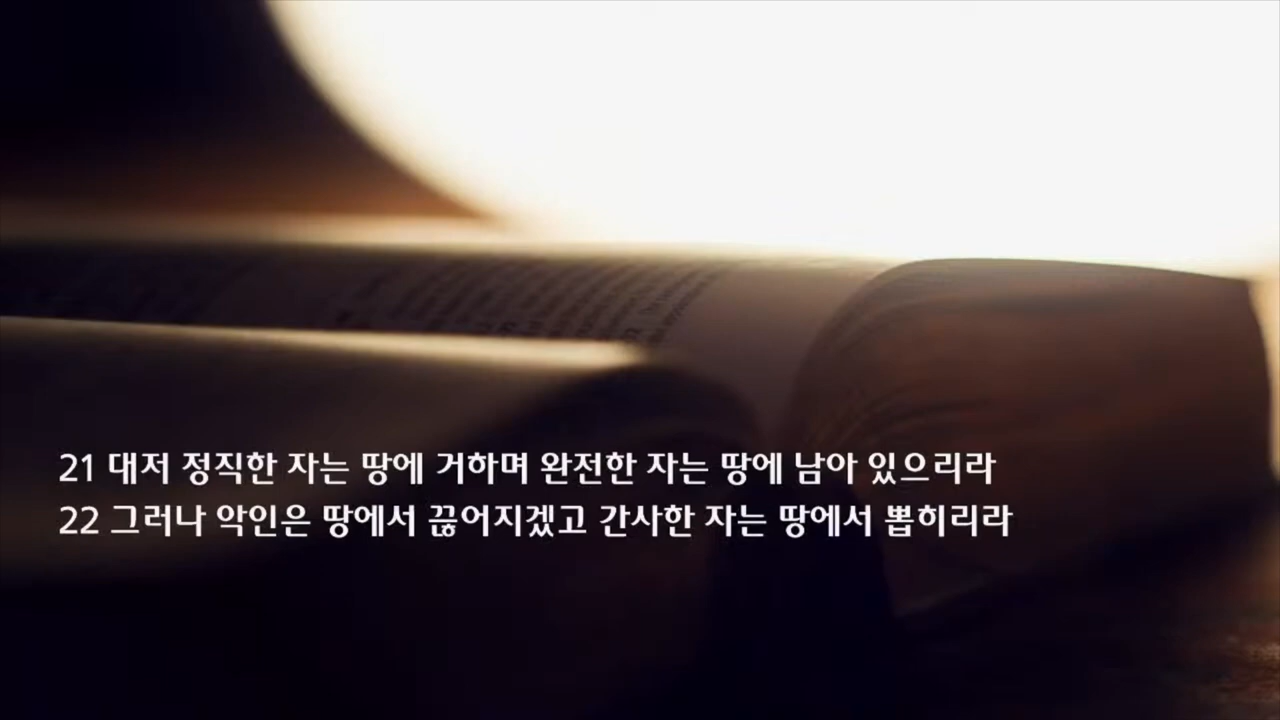 21 대저 정직한 자는 땅에 거하며 완전한 자는 땅에 남아 있으리라
22 그러나 악인은 땅에서 끊어지겠고 간사한 자는 땅에서 뽑히리라